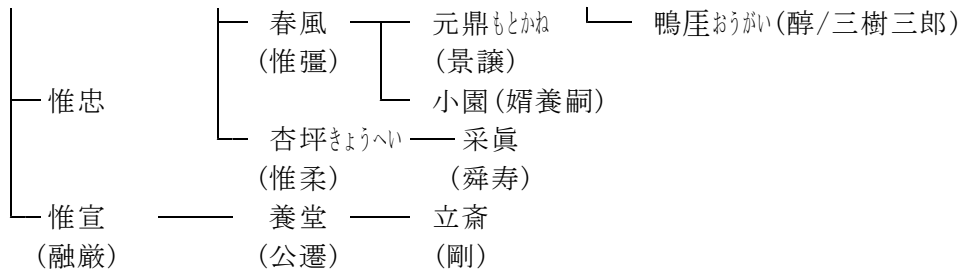 春風 元鼎もとかね 鴨厓おうがい(醇/三樹三郎)
(惟彊) (景譲)
惟忠 小園(婿養嗣)
杏坪きょうへい 采眞
(惟柔) (舜寿)
惟宣 養堂 立斎
(融厳) (公遷) (剛)